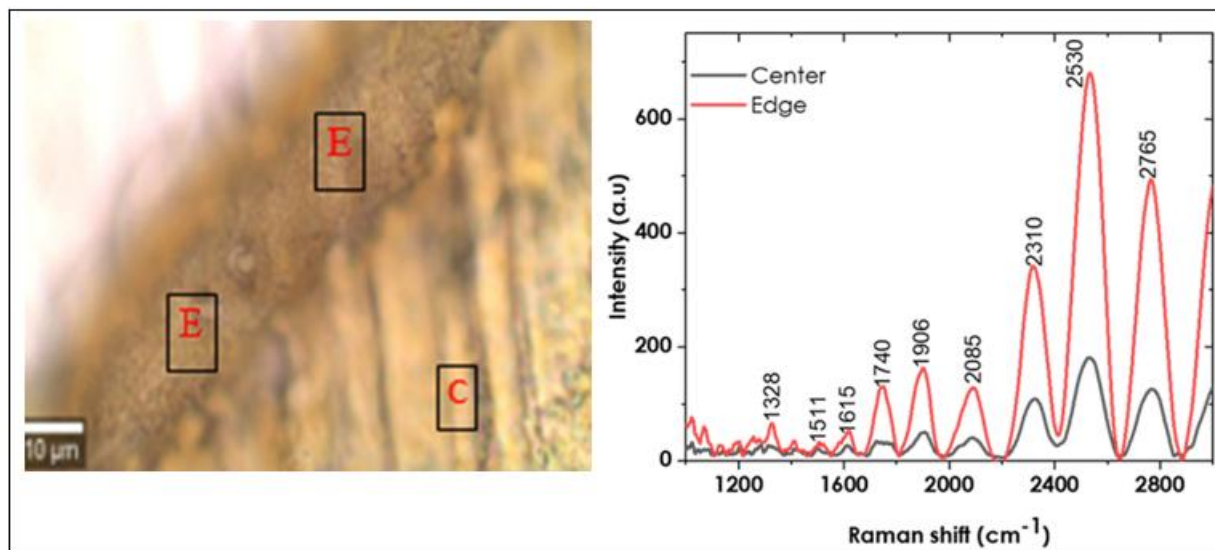 E
E
C
10 µm
Center
Edge
1328
1511
1615
1740
1906
2085
2310
2530
2765
600
400
200
0
1200 1600 2000 2400 2800
Intensity (a.u)
Raman shift (cm⁻¹)